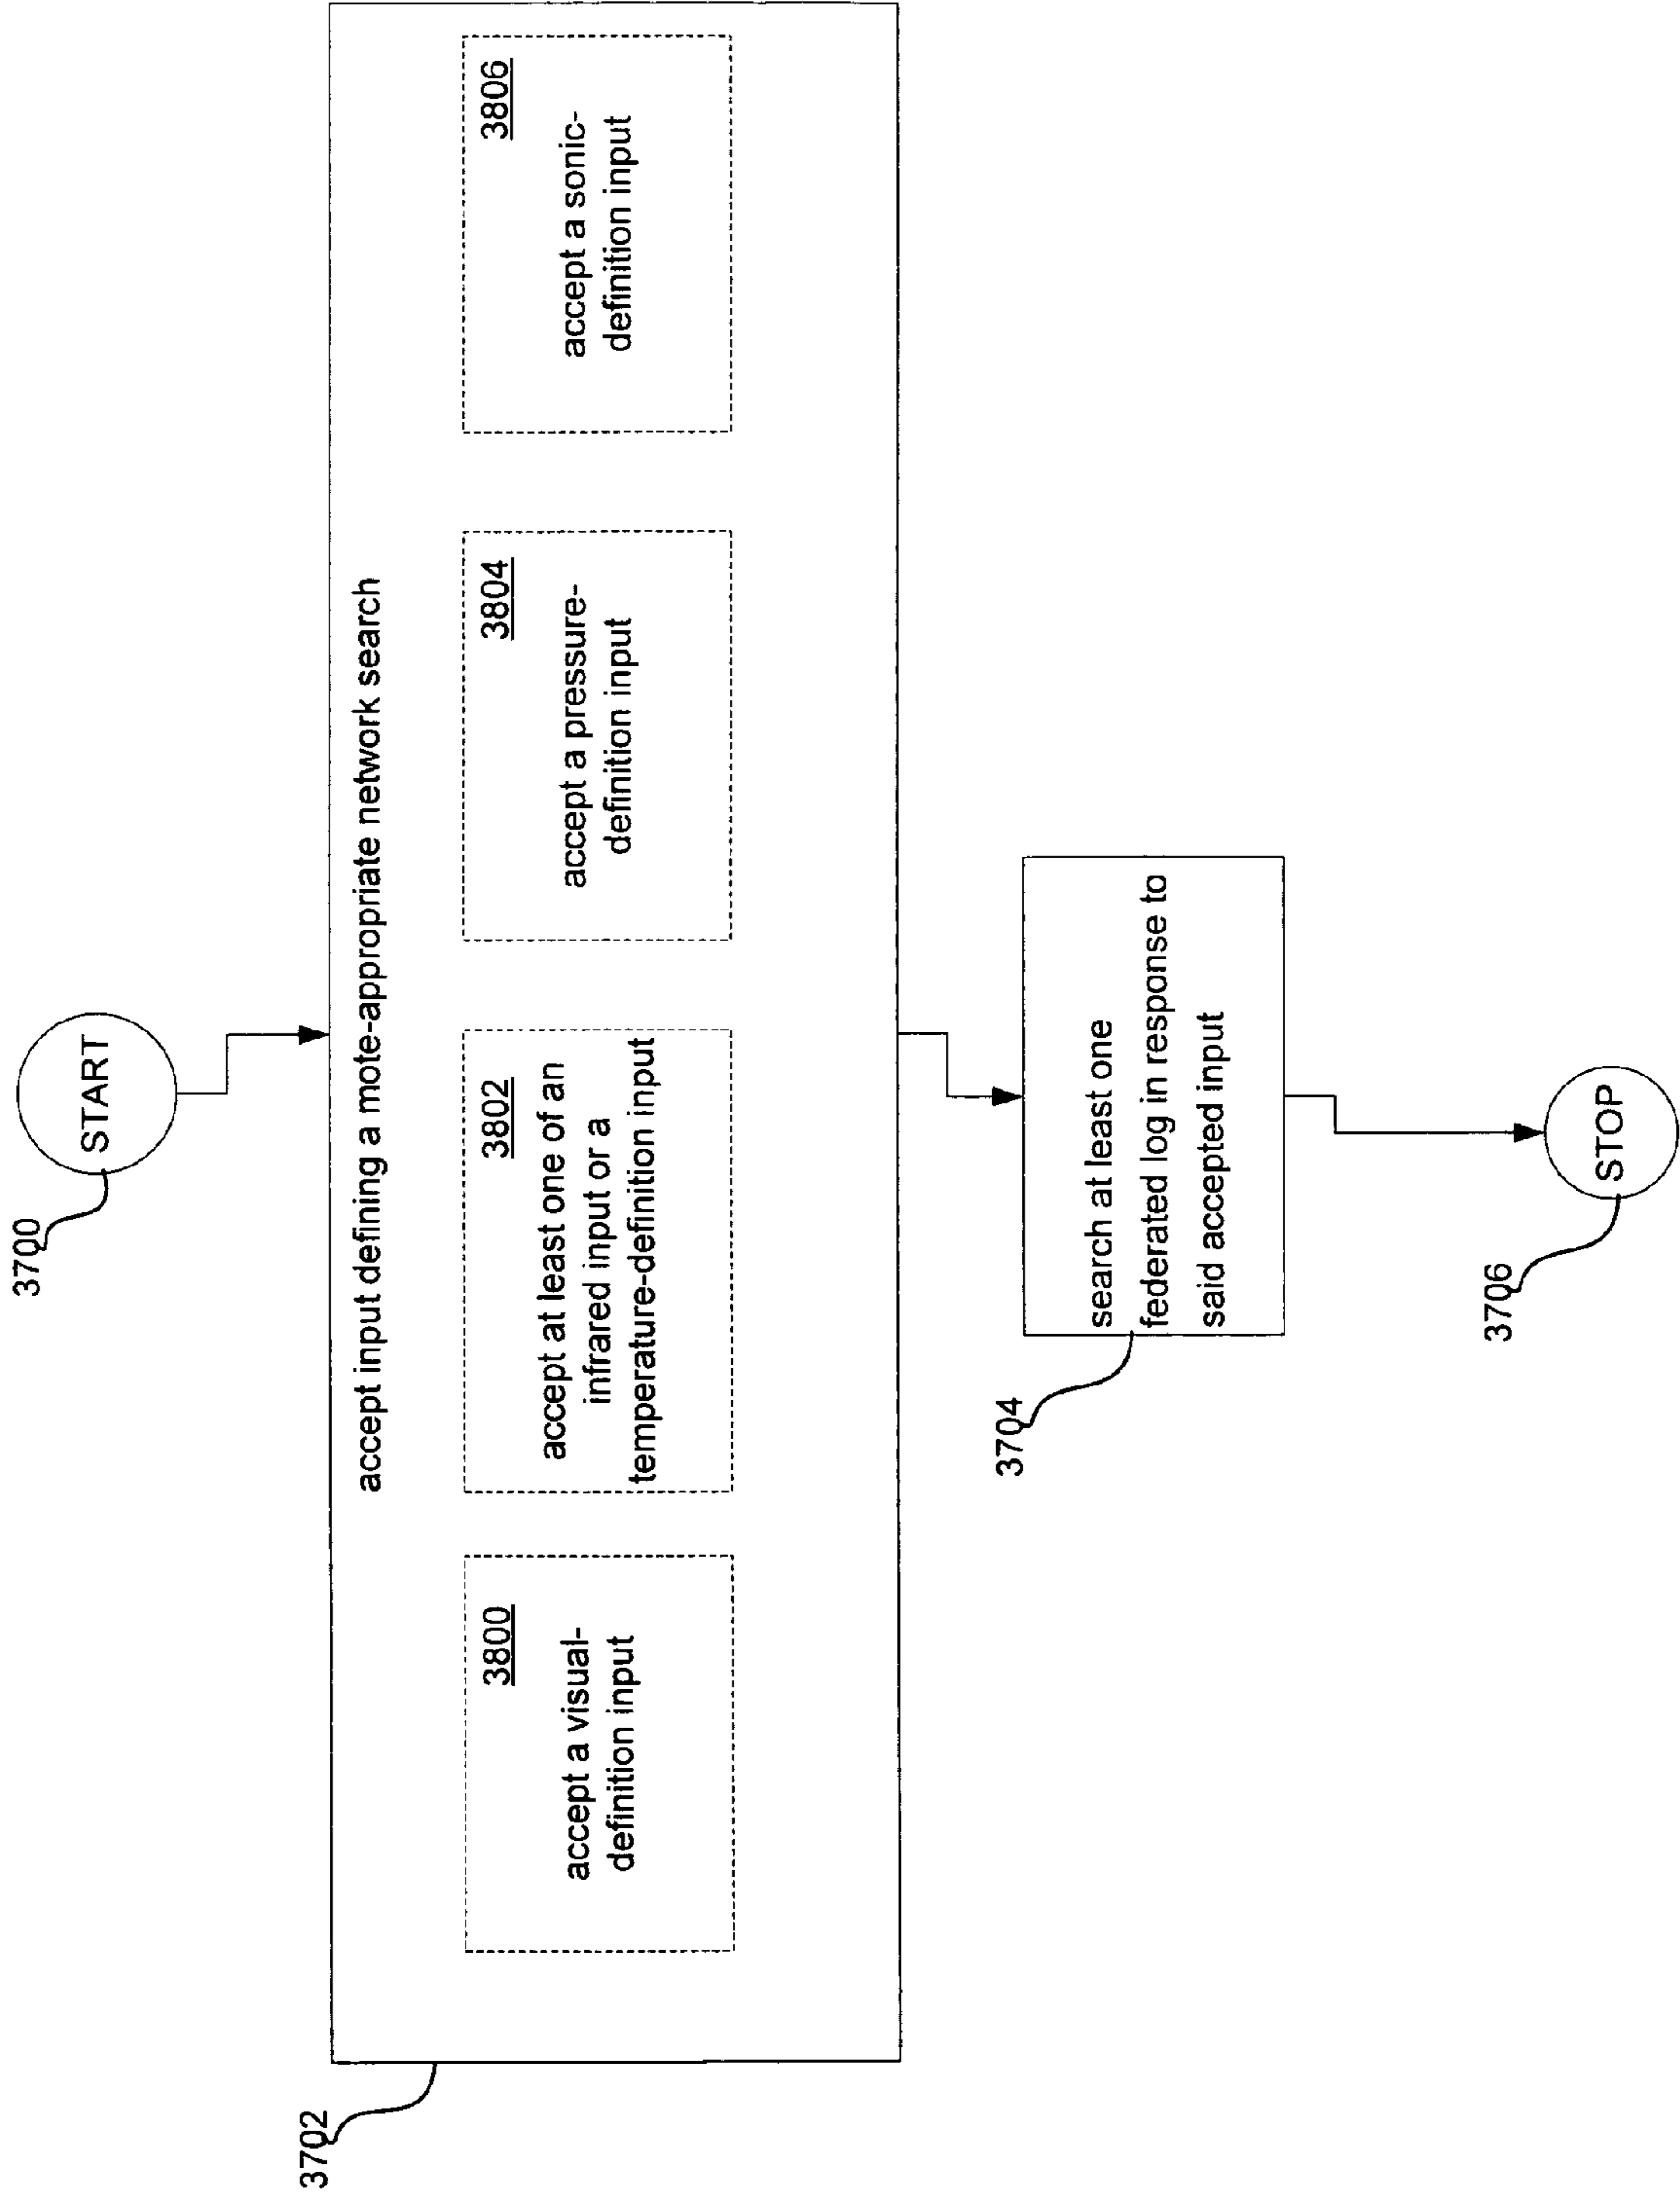 3700
START
3702
accept input defining a mote-appropriate network search
3800
accept a visual-
definition input
3802
accept at least one of an
infrared input or a
temperature-definition input
3804
accept a pressure-
definition input
3806
accept a sonic-
definition input
3704
search at least one
federated log in response to
said accepted input
3706
STOP